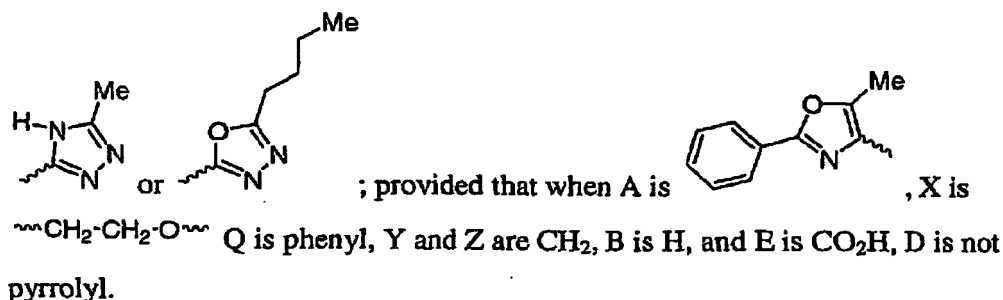 Me
Me
H-N
N
N
or
O
N-N
; provided that when A is
O
Me
N
, X is
CH₂-CH₂-O Q is phenyl, Y and Z are CH₂, B is H, and E is CO₂H, D is not
pyrrolyl.